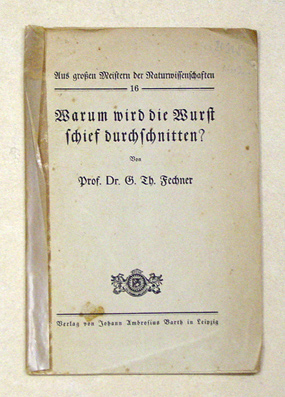 Aus großen Meistern der Naturwissenschaften
16
Warum wird die Wurst
schief durchschnitten?
Von
Prof. Dr. G. Th. Fechner
Verlag von Johann Ambrosius Barth in Leipzig